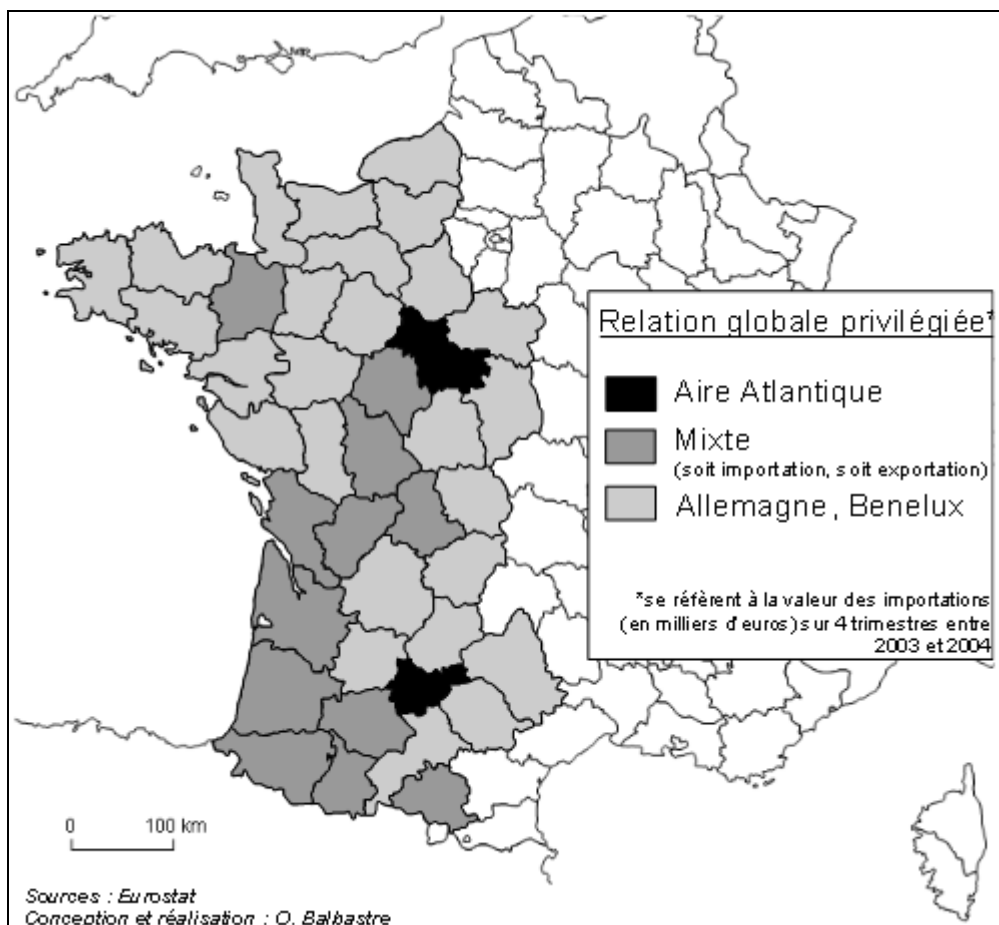 Relation globale privilégiée*
Aire Atlantique
Mixte
(soit importation, soit exportation)
Allemagne, Benelux
*se réfèrent à la valeur des importations
(en milliers d'euros) sur 4 trimestres entre
2003 et 2004
0 100 km
Sources : Eurostat
Conception et réalisation : O. Balbastre